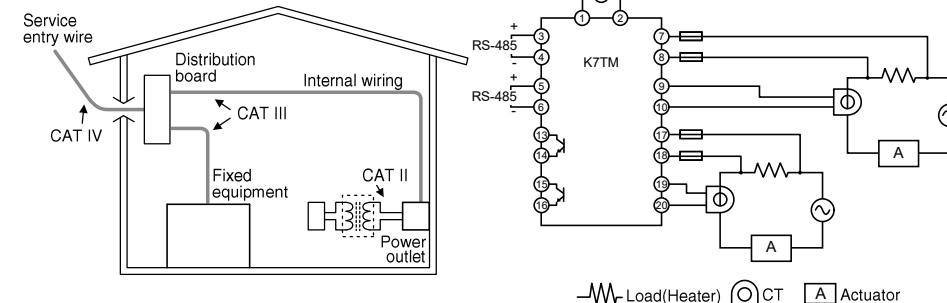 Service
entry wire
Distribution
board
Internal wiring
CAT III
CAT IV
CAT II
Fixed
equipment
Power
outlet
1 2
+
RS-485
-
+
RS-485
-
3
4
5
6
13
14
15
16
K7TM
7
8
9
10
17
18
19
20
A
A
Load(Heater)
CT
A Actuator